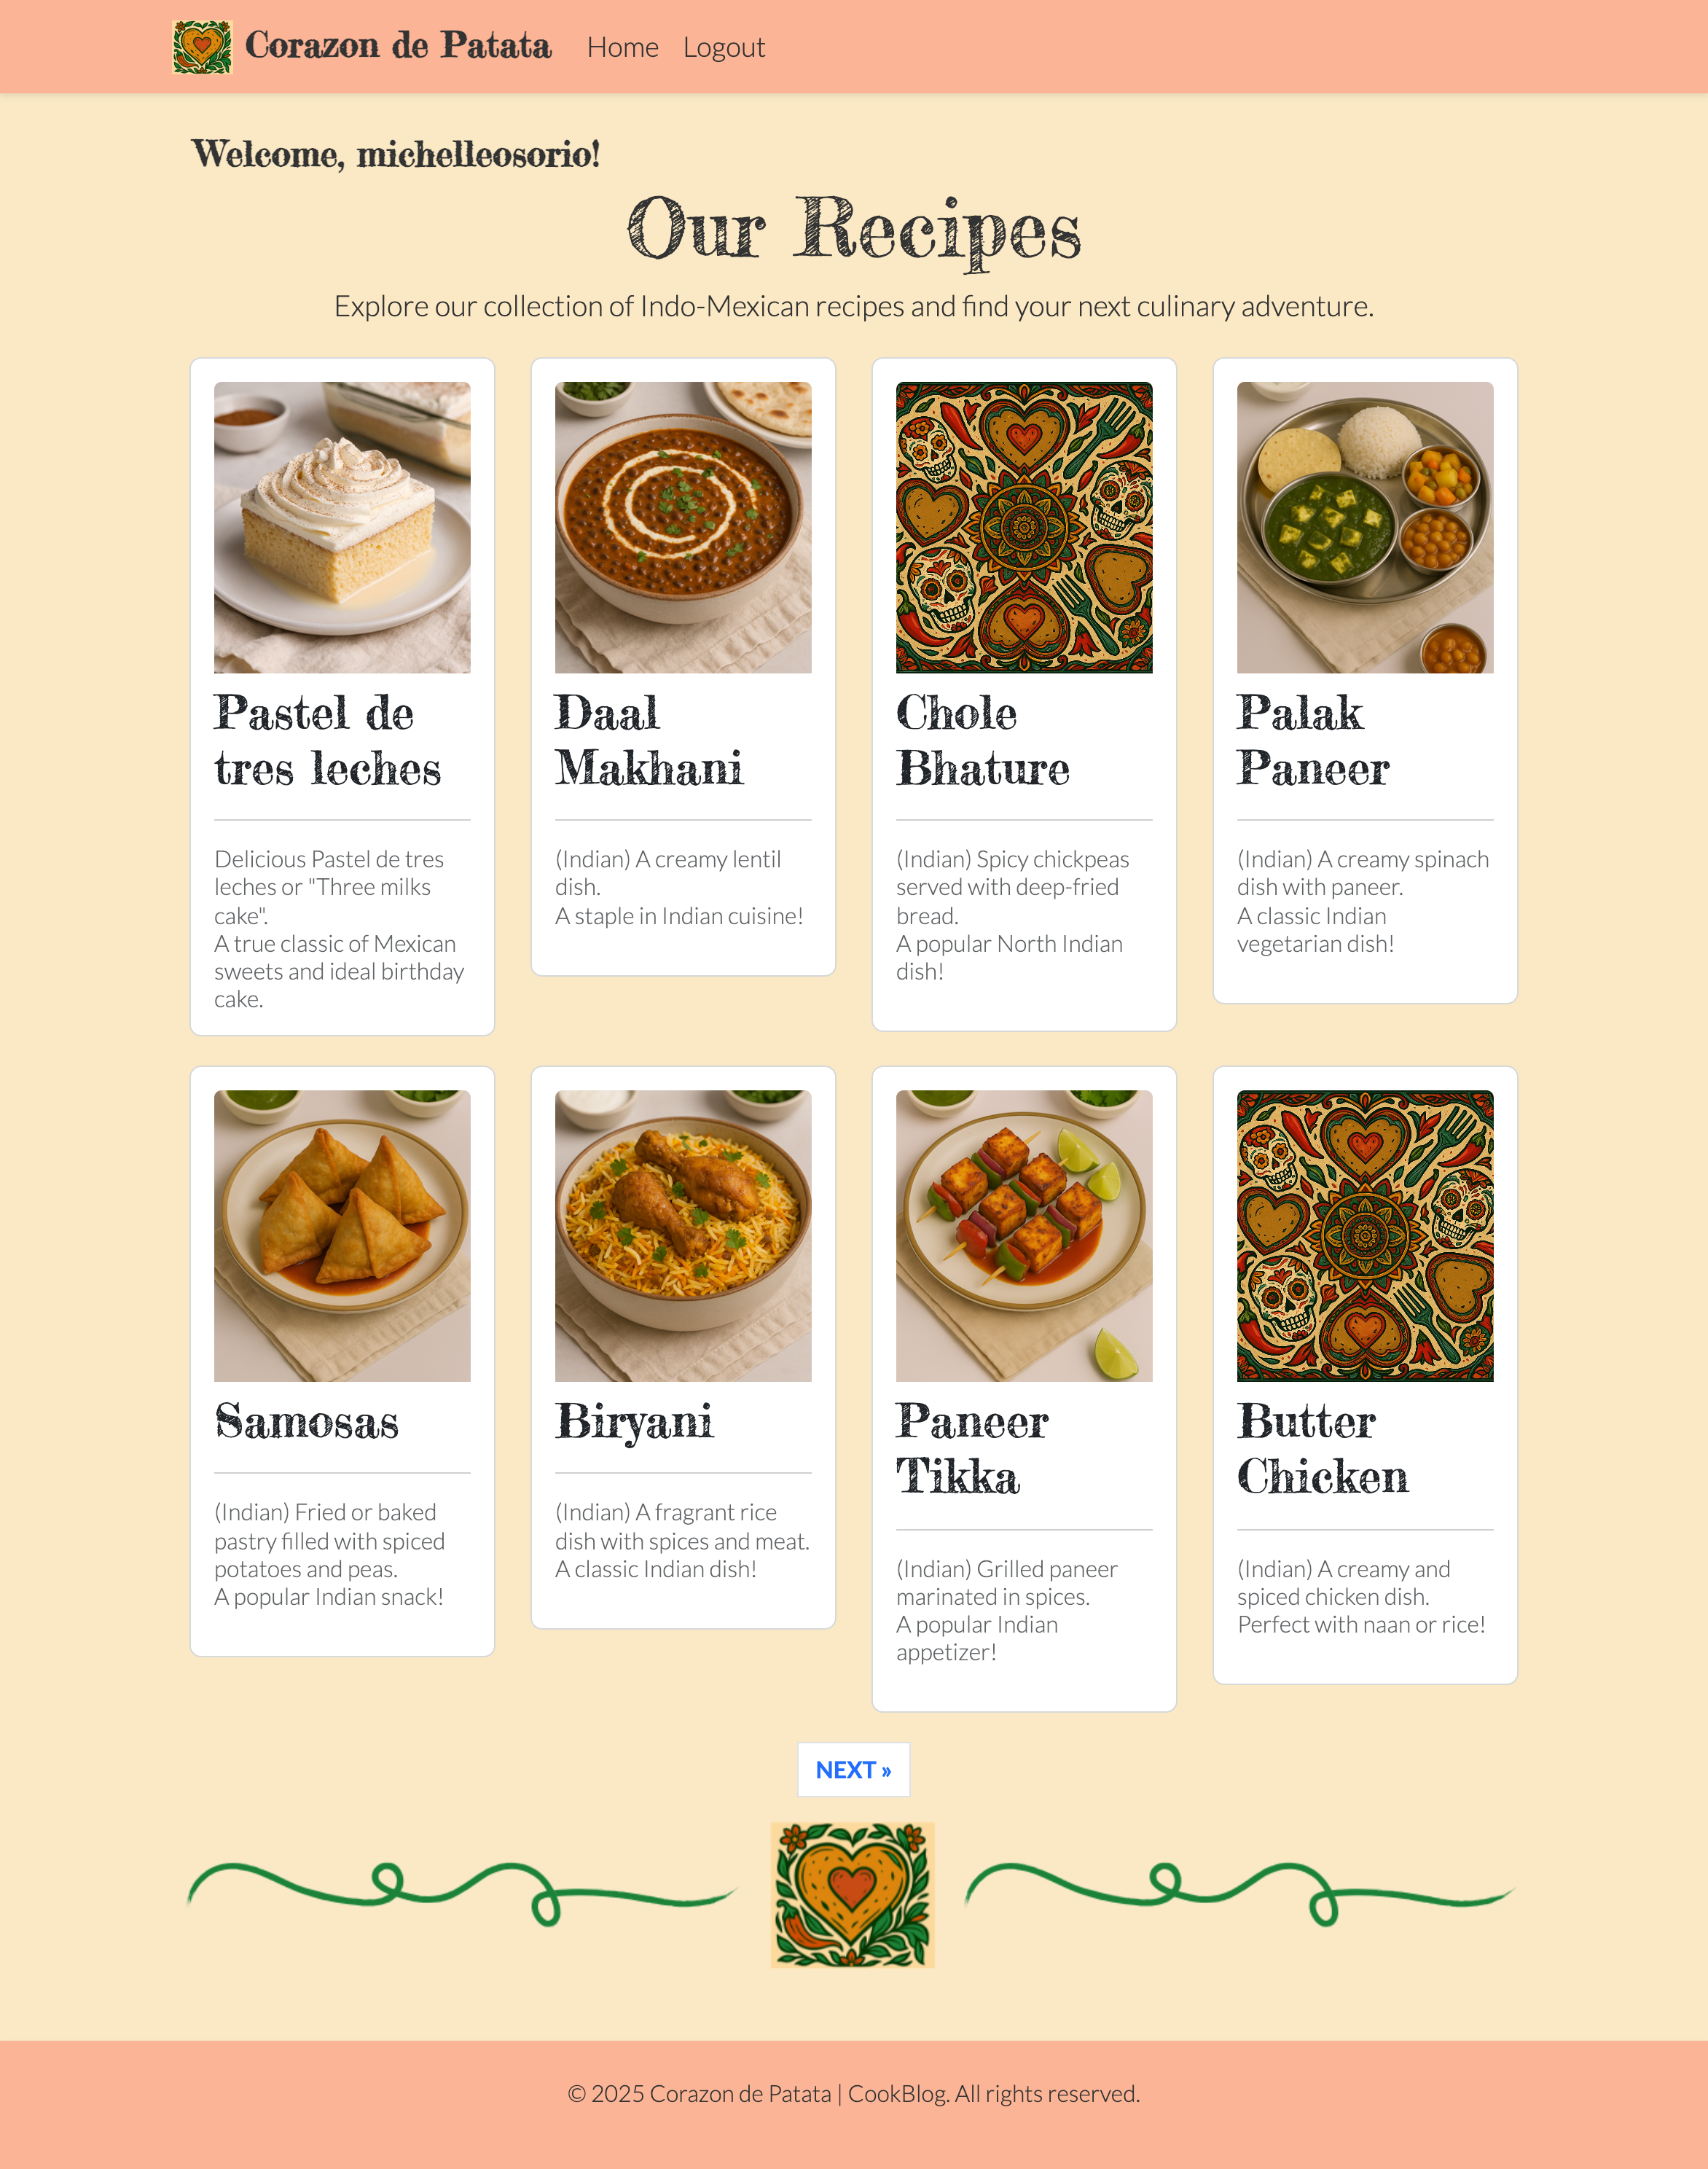 Corazon de Patata
Home
Logout
Welcome, michelleosorio!
Our Recipes
Explore our collection of Indo-Mexican recipes and find your next culinary adventure.
Pastel de
tres leches
Delicious Pastel de tres
leches or "Three milks
cake".
A true classic of Mexican
sweets and ideal birthday
cake.
Daal
Makhani
(Indian) A creamy lentil
dish.
A staple in Indian cuisine!
Chole
Bhature
(Indian) Spicy chickpeas
served with deep-fried
bread.
A popular North Indian
dish!
Palak
Paneer
(Indian) A creamy spinach
dish with paneer.
A classic Indian
vegetarian dish!
Samosas
(Indian) Fried or baked
pastry filled with spiced
potatoes and peas.
A popular Indian snack!
Biryani
(Indian) A fragrant rice
dish with spices and meat.
A classic Indian dish!
Paneer
Tikka
(Indian) Grilled paneer
marinated in spices.
A popular Indian
appetizer!
Butter
Chicken
(Indian) A creamy and
spiced chicken dish.
Perfect with naan or rice!
NEXT »
© 2025 Corazon de Patata | CookBlog. All rights reserved.